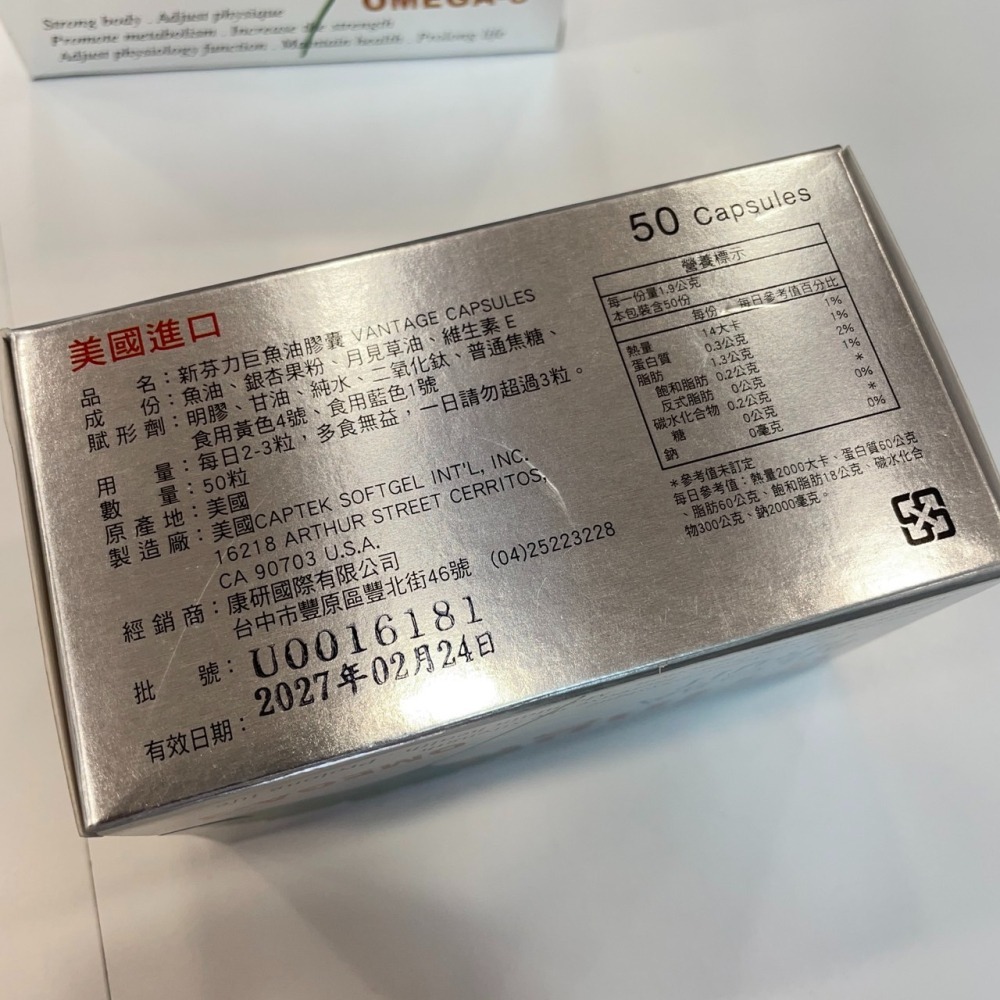 OMEGA-3
Strong body . Adjust physique
Promote metabolism . Increase the strength
Adjust physiology function . Maintain health . Prolong life
50 Capsules
美國進口
品名：新芬力巨魚油膠囊 VANTAGE CAPSULES
成份：魚油、銀杏果粉、月見草油、維生素E
賦形劑：明膠、甘油、純水、二氧化鈦、普通焦糖、
食用黃色4號、食用藍色1號
用量：每日2-3粒，多食無益，一日請勿超過3粒。
數量：50粒
原產地：美國
製造廠：美國CAPTEK SOFTGEL INT'L, INC.
16218 ARTHUR STREET CERRITOS,
CA 90703 U.S.A.
經銷商：康研國際有限公司
台中市豐原區豐北街46號 (04)25223228
批號：U0016181
有效日期：2027年02月24日
營養標示
每一份量1.9公克
本包裝含50份
每份 每日參考值百分比
熱量 14大卡 1%
蛋白質 0.3公克 1%
脂肪 1.3公克 2%
飽和脂肪 0.2公克 1%
反式脂肪 0公克 *
碳水化合物 0.2公克 0%
糖 0公克 *
鈉 0毫克 0%
*參考值未訂定
每日參考值：熱量2000大卡、蛋白質60公克
、脂肪60公克、飽和脂肪18公克、碳水化合
物300公克、鈉2000毫克。